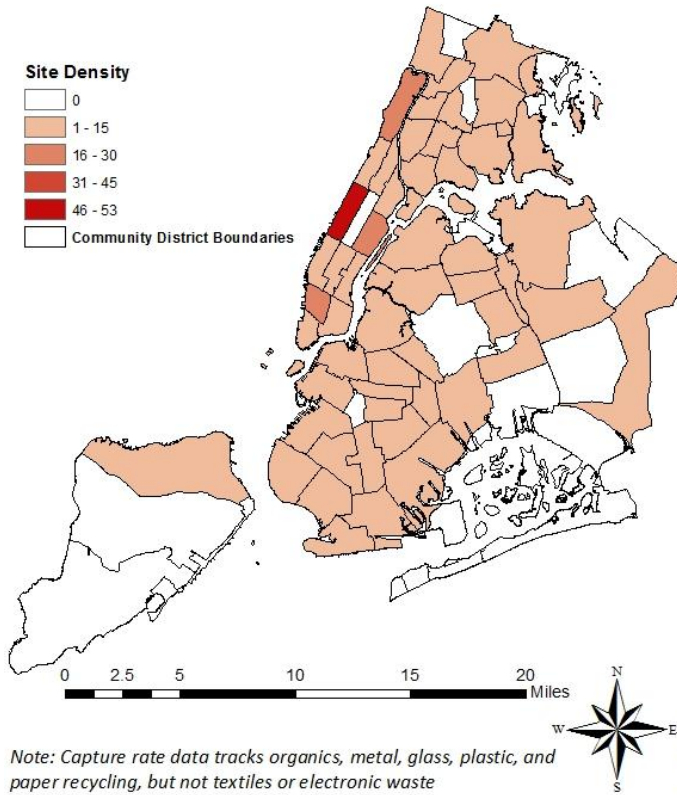 Site Density
0
1 - 15
16 - 30
31 - 45
46 - 53
Community District Boundaries
0 2.5 5 10 15 20
Miles
N
W E
S
Note: Capture rate data tracks organics, metal, glass, plastic, and
paper recycling, but not textiles or electronic waste